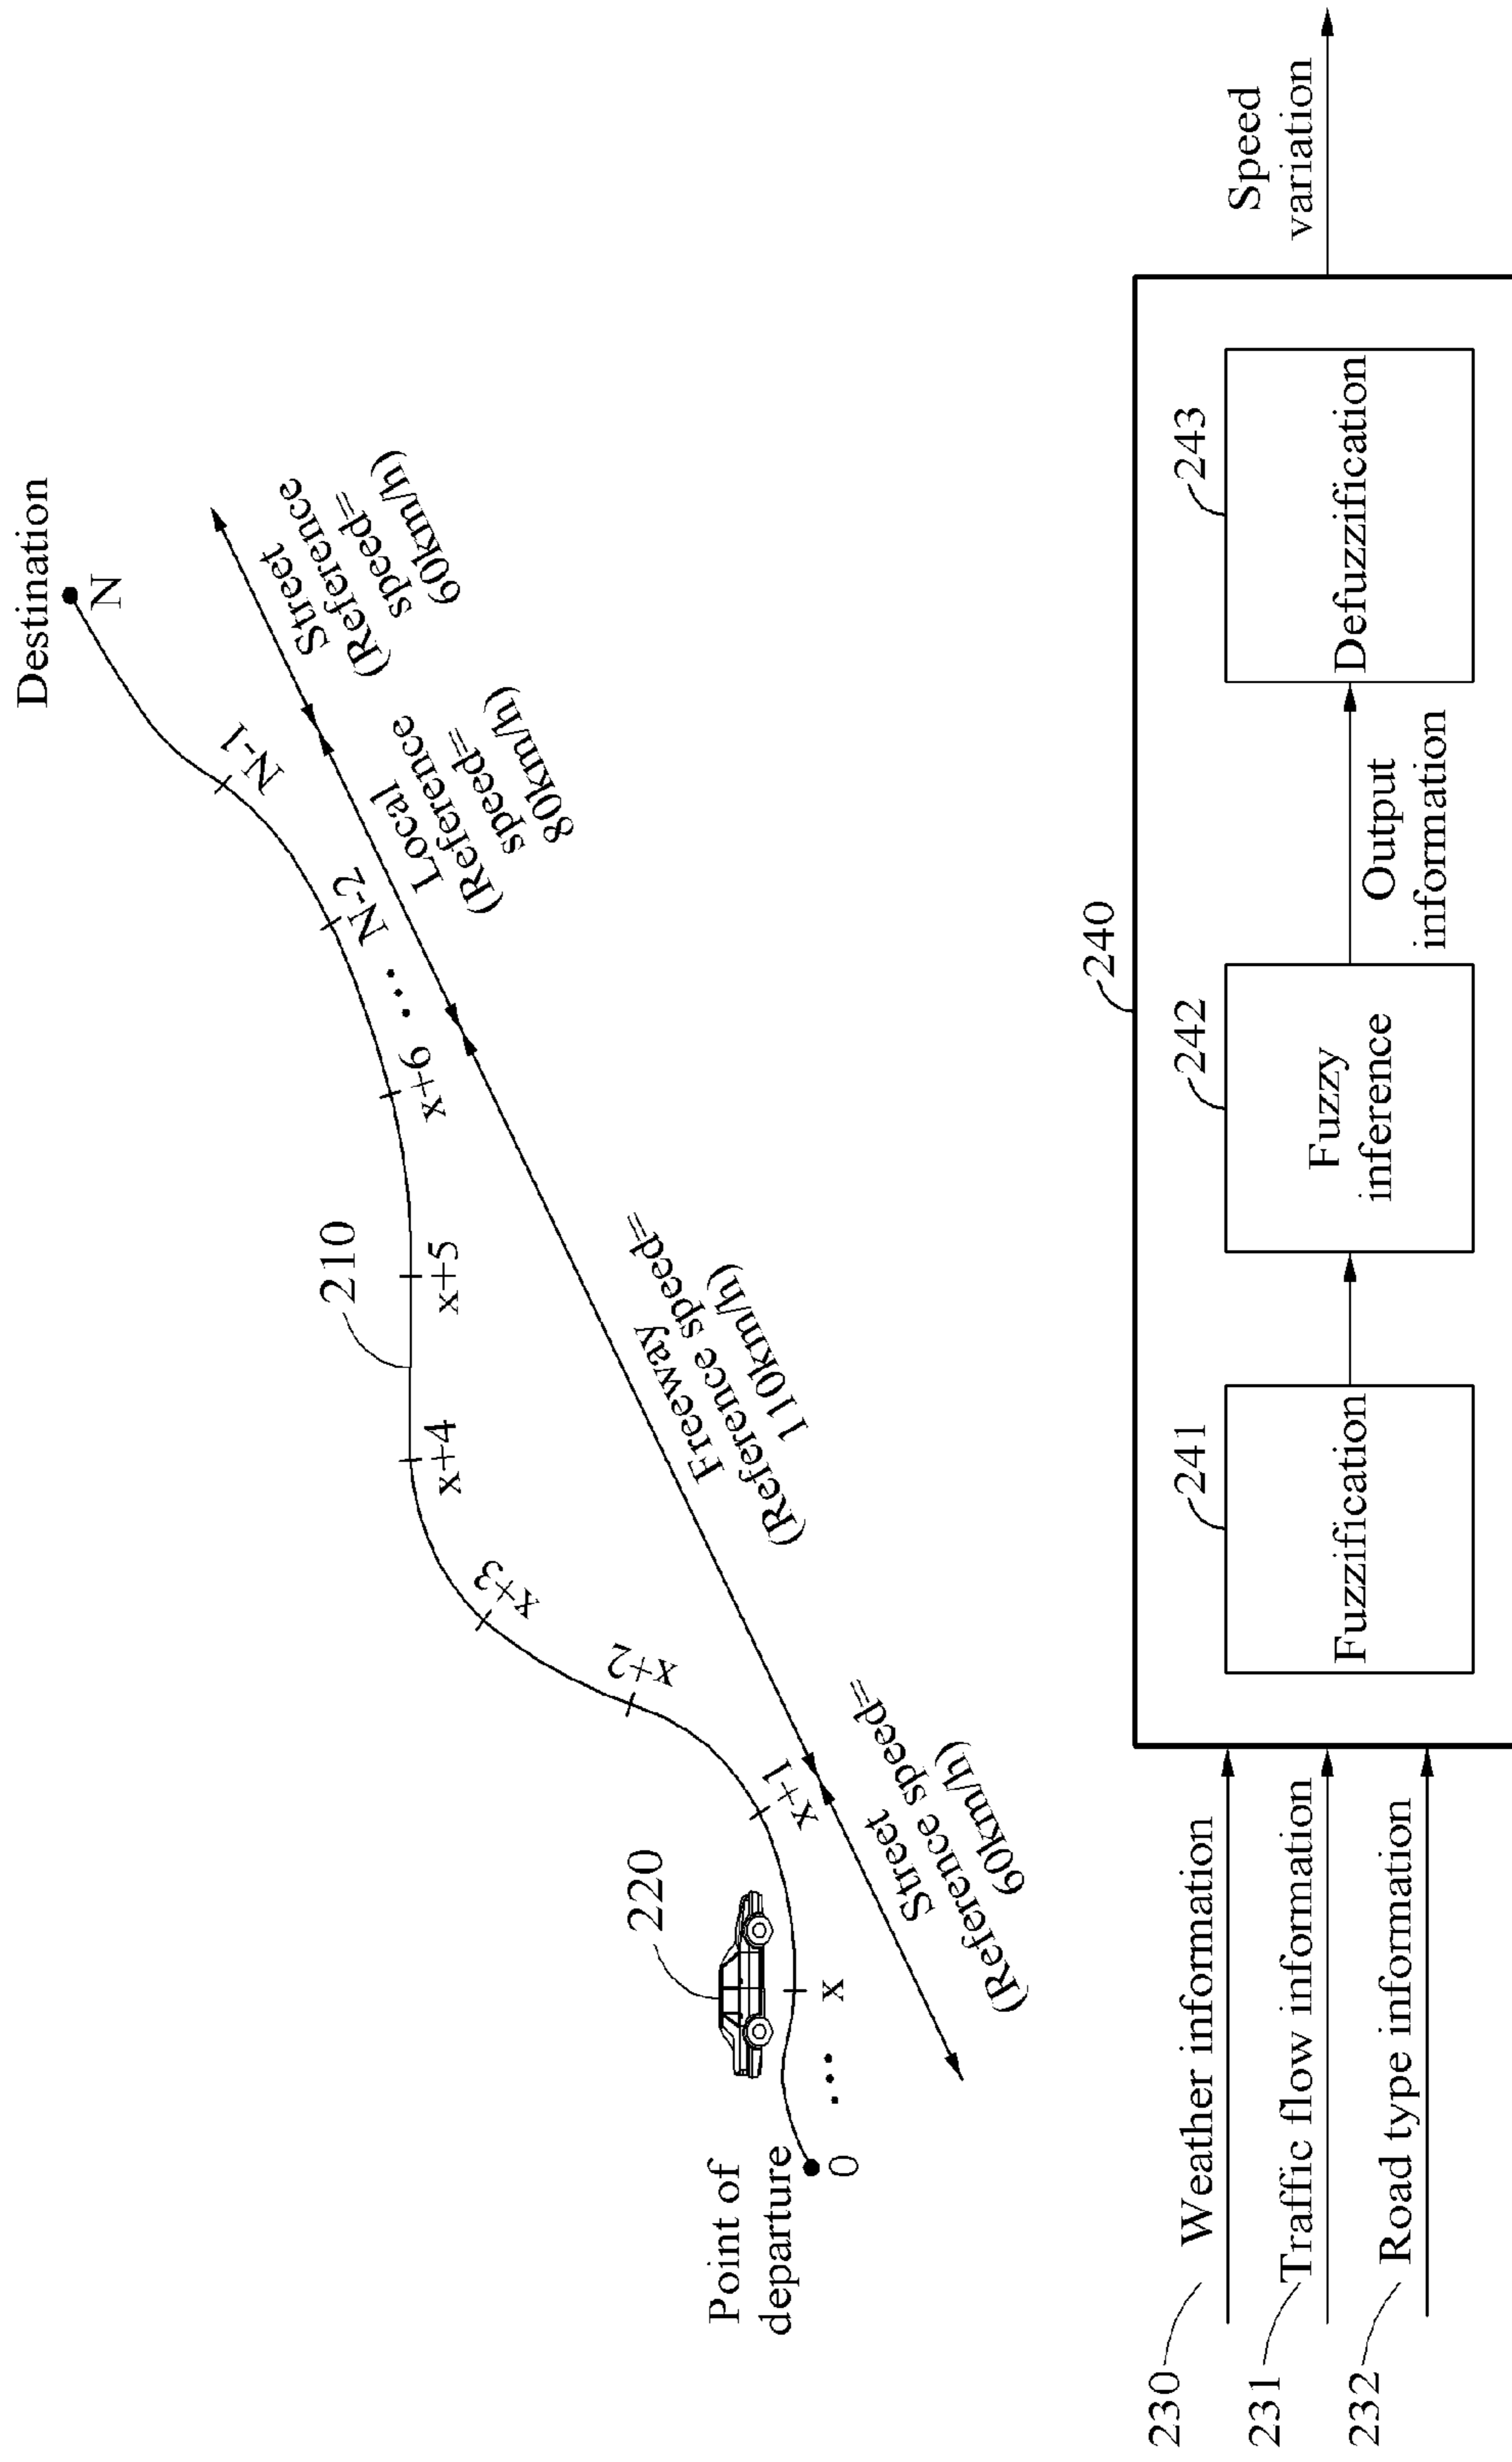 Destination
N
N-1
N-2
...
x+6
210
x+5
x+4
x+3
x+2
x+1
220
x
...
0
Point of
departure
Street
(Reference speed=
60km/h)
Freeway
(Reference speed=
110km/h)
Local
(Reference
speed=
80km/h)
Street
(Reference
speed=
60km/h)
230
Weather information
231
Traffic flow information
232
Road type information
240
241
Fuzzification
242
Fuzzy
inference
Output
information
243
Defuzzification
Speed
variation